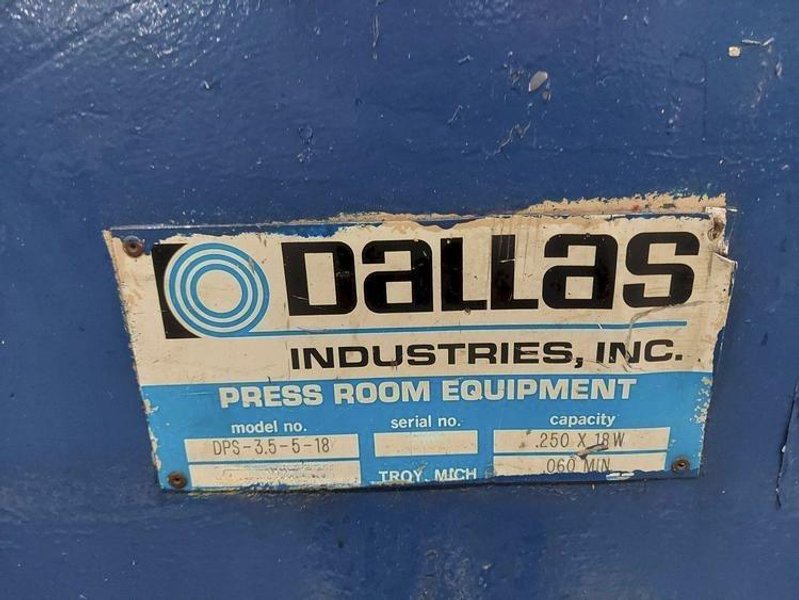 Dallas
INDUSTRIES, INC.
PRESS ROOM EQUIPMENT
model no. serial no. capacity
DPS-3.5-5-18 .250 X 18W
TROY, MICH .060 MIN